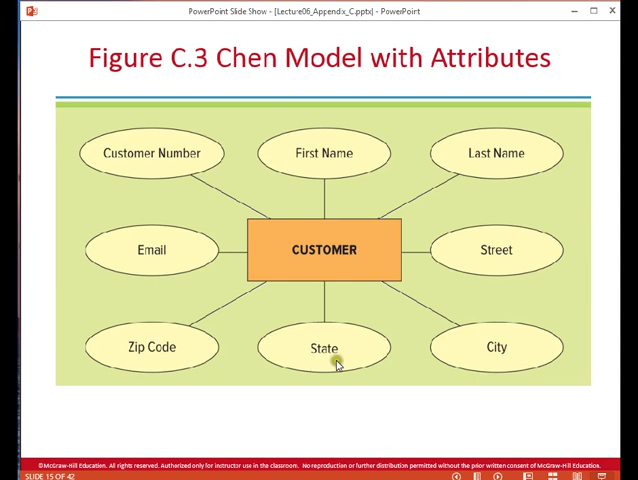 PowerPoint Slide Show - [Lecture06_Appendix_C.pptx] - PowerPoint
Figure C.3 Chen Model with Attributes
Customer Number
First Name
Last Name
Email
CUSTOMER
Street
Zip Code
State
City
©McGraw-Hill Education. All rights reserved. Authorized only for instructor use in the classroom. No reproduction or further distribution permitted without the prior written consent of McGraw-Hill Education.
SLIDE 15 OF 42